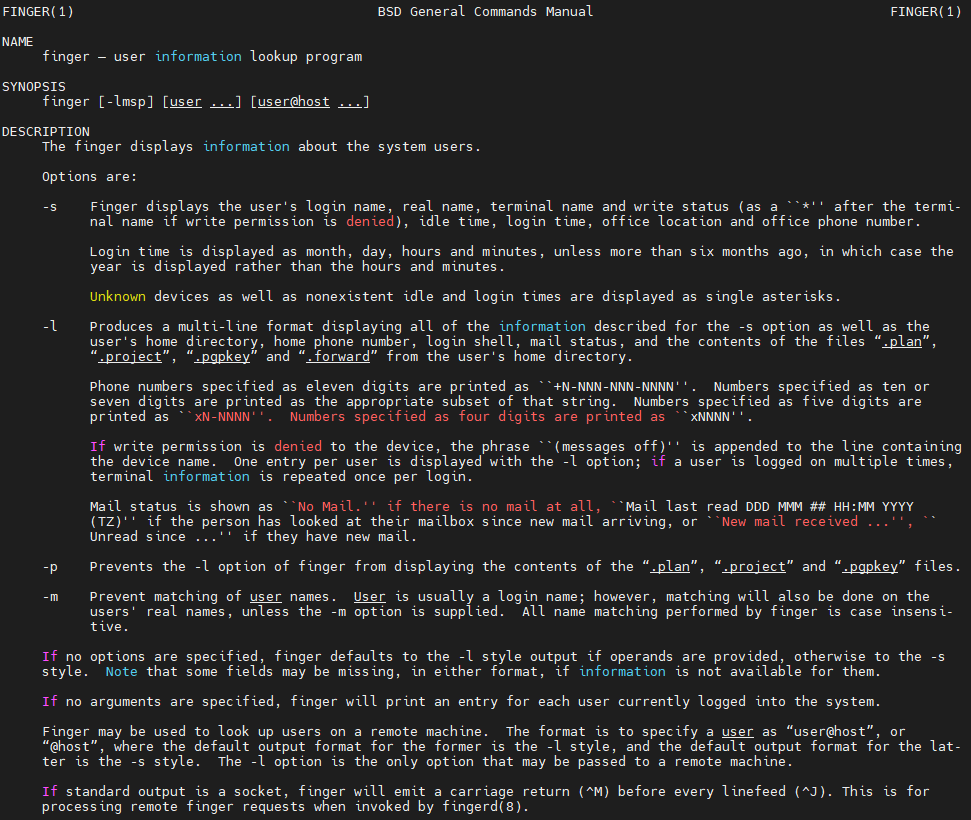 FINGER(1) BSD General Commands Manual FINGER(1)
NAME
finger — user information lookup program
SYNOPSIS
finger [-lmsp] [user ...] [user@host ...]
DESCRIPTION
The finger displays information about the system users.
Options are:
-s Finger displays the user's login name, real name, terminal name and write status (as a ``*'' after the termi-
nal name if write permission is denied), idle time, login time, office location and office phone number.
Login time is displayed as month, day, hours and minutes, unless more than six months ago, in which case the
year is displayed rather than the hours and minutes.
Unknown devices as well as nonexistent idle and login times are displayed as single asterisks.
-l Produces a multi-line format displaying all of the information described for the -s option as well as the
user's home directory, home phone number, login shell, mail status, and the contents of the files “.plan”,
“.project”, “.pgpkey” and “.forward” from the user's home directory.
Phone numbers specified as eleven digits are printed as ``+N-NNN-NNN-NNNN''. Numbers specified as ten or
seven digits are printed as the appropriate subset of that string. Numbers specified as five digits are
printed as ``xN-NNNN''. Numbers specified as four digits are printed as ``xNNNN''.
If write permission is denied to the device, the phrase ``(messages off)'' is appended to the line containing
the device name. One entry per user is displayed with the -l option; if a user is logged on multiple times,
terminal information is repeated once per login.
Mail status is shown as ``No Mail.'' if there is no mail at all, ``Mail last read DDD MMM ## HH:MM YYYY
(TZ)'' if the person has looked at their mailbox since new mail arriving, or ``New mail received ...'', ``
Unread since ...'' if they have new mail.
-p Prevents the -l option of finger from displaying the contents of the “.plan”, “.project” and “.pgpkey” files.
-m Prevent matching of user names. User is usually a login name; however, matching will also be done on the
users' real names, unless the -m option is supplied. All name matching performed by finger is case insensi-
tive.
If no options are specified, finger defaults to the -l style output if operands are provided, otherwise to the -s
style. Note that some fields may be missing, in either format, if information is not available for them.
If no arguments are specified, finger will print an entry for each user currently logged into the system.
Finger may be used to look up users on a remote machine. The format is to specify a user as “user@host”, or
“@host”, where the default output format for the former is the -l style, and the default output format for the lat-
ter is the -s style. The -l option is the only option that may be passed to a remote machine.
If standard output is a socket, finger will emit a carriage return (^M) before every linefeed (^J). This is for
processing remote finger requests when invoked by fingerd(8).